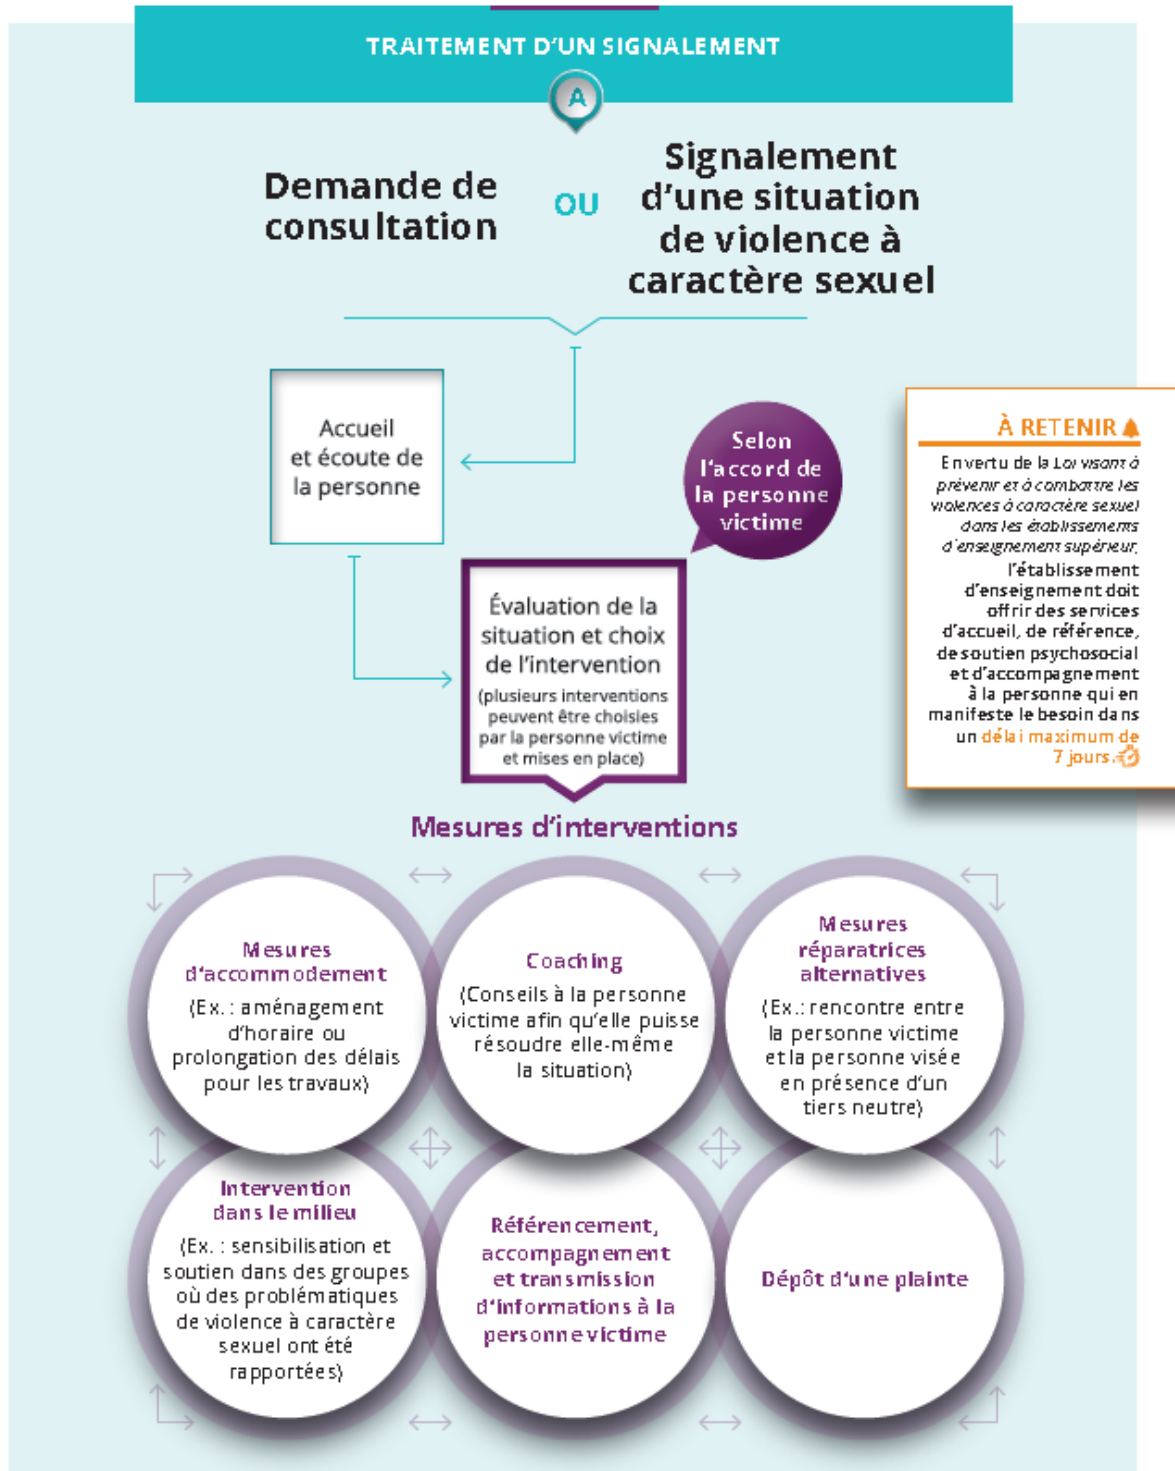 TRAITEMENT D'UN SIGNALEMENT
A
Demande de
consultation
OU
Signalement
d'une situation
de violence à
caractère sexuel
Accueil
et écoute de
la personne
Selon
l'accord de
la personne
victime
Évaluation de la
situation et choix
de l'intervention
(plusieurs interventions
peuvent être choisies
par la personne victime
et mises en place)
À RETENIR
En vertu de la Loi visant à
prévenir et à combattre les
violences à caractère sexuel
dans les établissements
d'enseignement supérieur,
l'établissement
d'enseignement doit
offrir des services
d'accueil, de référence,
de soutien psychosocial
et d'accompagnement
à la personne qui en
manifeste le besoin dans
un délai maximum de
7 jours.
Mesures d'interventions
Mesures
d'accommodement
(Ex. : aménagement
d'horaire ou
prolongation des délais
pour les travaux)
Coaching
(Conseils à la personne
victime afin qu'elle puisse
résoudre elle-même
la situation)
Mesures
réparatrices
alternatives
(Ex.: rencontre entre
la personne victime
et la personne visée
en présence d'un
tiers neutre)
Intervention
dans le milieu
(Ex. : sensibilisation et
soutien dans des groupes
où des problématiques
de violence à caractère
sexuel ont été
rapportées)
Référencement,
accompagnement
et transmission
d'informations à la
personne victime
Dépôt d'une plainte